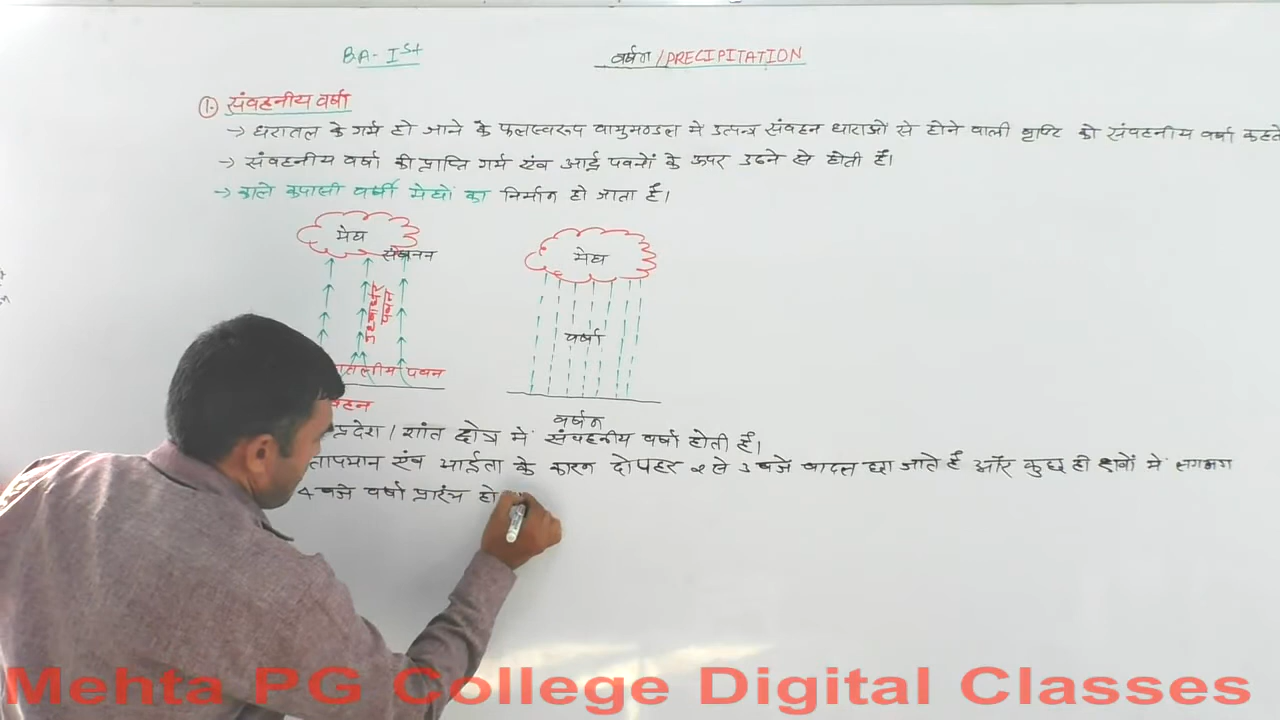 BA- Ist
वर्षण /PRECIPITATION
1. संवहनीय वर्षा
→ धरातल के गर्म हो जाने के फलस्वरूप वायुमण्डल मे उत्पन्न संवहन धाराओं से होने वाली वृष्टि को संवहनीय वर्षा कहते
→ संवहनीय वर्षा की प्राप्ति गर्म एंव आर्द्र पवनों के ऊपर उठने से होती हैं।
→ काले कपासी वर्षी मेघों का निर्माण हो जाता हैं।
मेघ
संघनन
पवन
पवन
मेघ
वर्षा
वर्षण
प्रदेश / शांत क्षेत्र में संवहनीय वर्षा होती हैं।
तापमान एंव आर्द्रता के कारण दोपहर 2 से 3 बजे बादल छा जाते हैं और कुछ ही क्षणों में लगभग
4 बजे वर्षा प्रारंभ हो
Mehta PG College Digital Classes